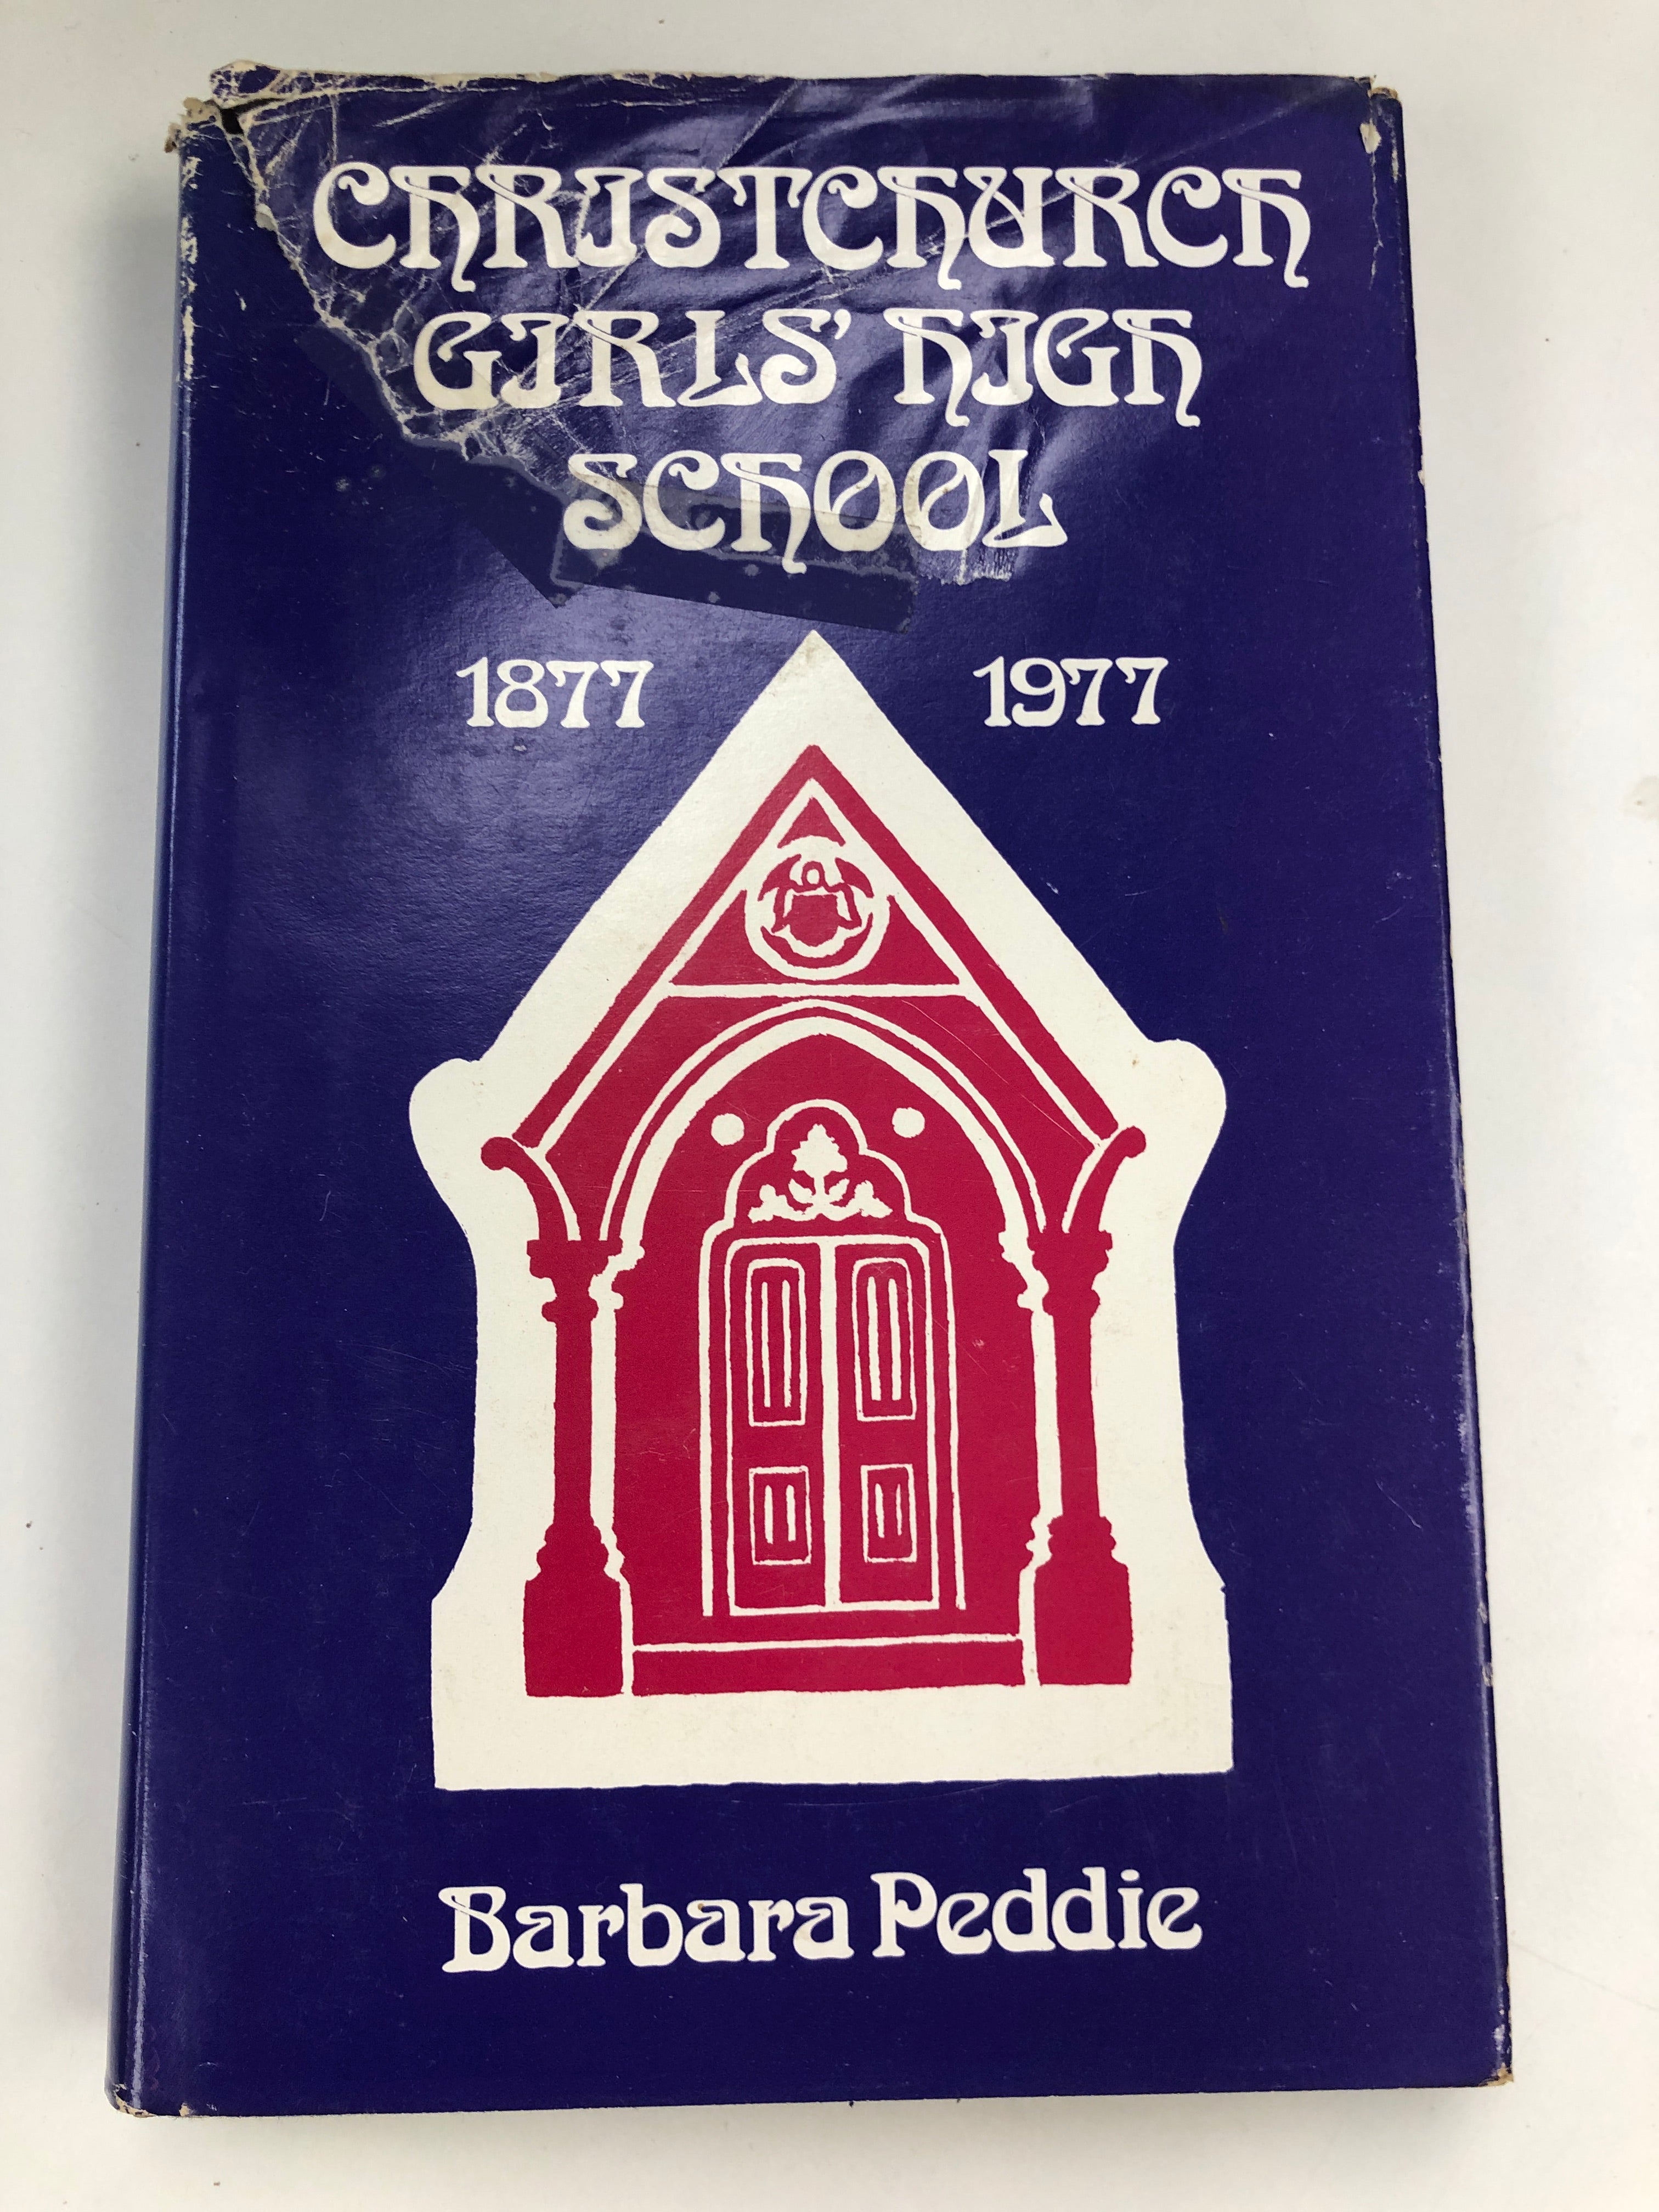 CHRISTCHURCH
GIRLS' HIGH
SCHOOL
1877 1977
Barbara Peddie